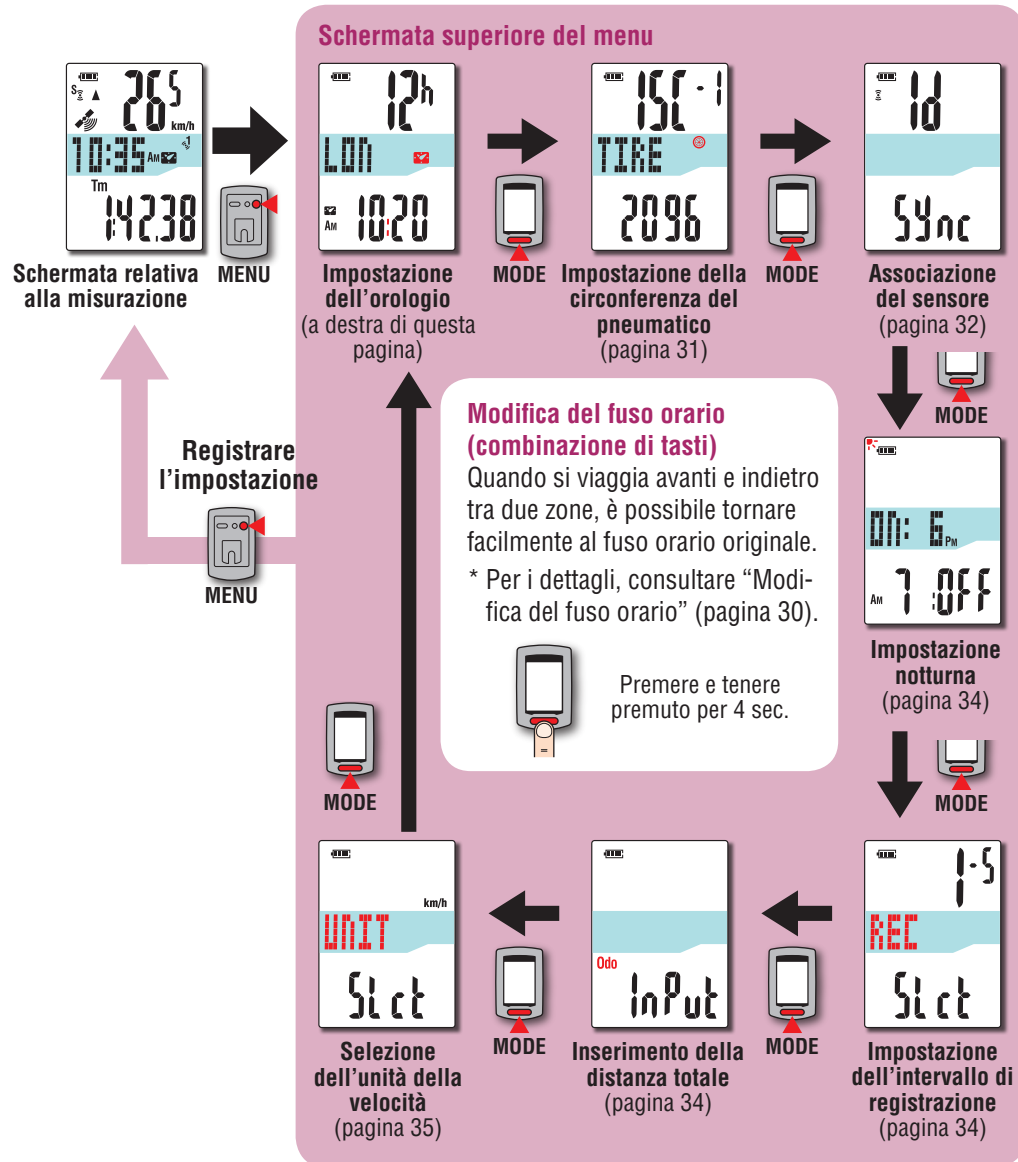 Schermata superiore del menu
S
26.5
km/h
10:35 AM 1
Tm
1:42.38
Schermata relativa
alla misurazione
MENU
12h
LON
AM 10:20
Impostazione
dell'orologio
(a destra di questa
pagina)
MODE
ISC-1
TIRE
2096
Impostazione della
circonferenza del
pneumatico
(pagina 31)
MODE
Id
SYnc
Associazione
del sensore
(pagina 32)
MODE
On: 6 PM
AM 7 :OFF
Impostazione
notturna
(pagina 34)
MODE
Modifica del fuso orario
(combinazione di tasti)
Quando si viaggia avanti e indietro
tra due zone, è possibile tornare
facilmente al fuso orario originale.
* Per i dettagli, consultare “Modi-
fica del fuso orario” (pagina 30).
Premere e tenere
premuto per 4 sec.
Registrare
l'impostazione
MENU
MODE
1-S
REC
SLct
Impostazione
dell'intervallo di
registrazione
(pagina 34)
MODE
Odo
InPut
Inserimento della
distanza totale
(pagina 34)
MODE
km/h
UNIT
SLct
Selezione
dell'unità della
velocità
(pagina 35)